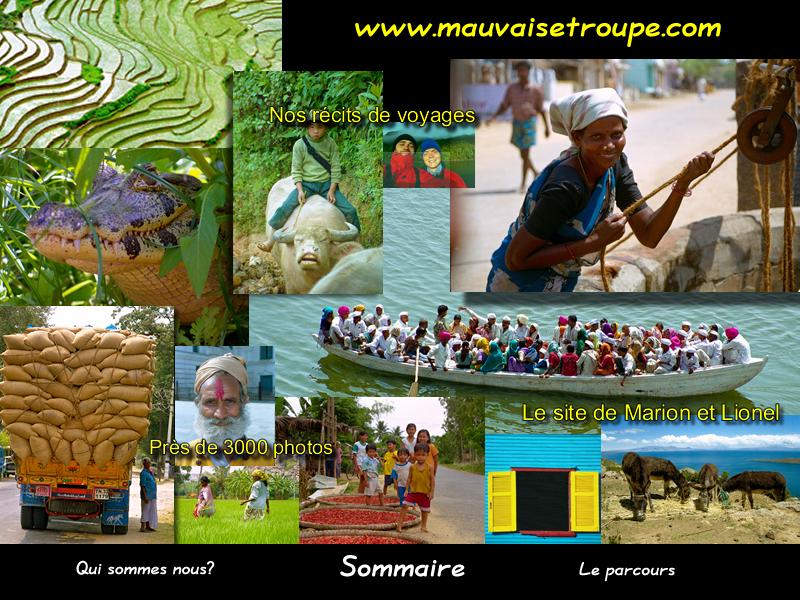 www.mauvaisetroupe.com
Nos récits de voyages
Le site de Marion et Lionel
Près de 3000 photos
Qui sommes nous?
Sommaire
Le parcours